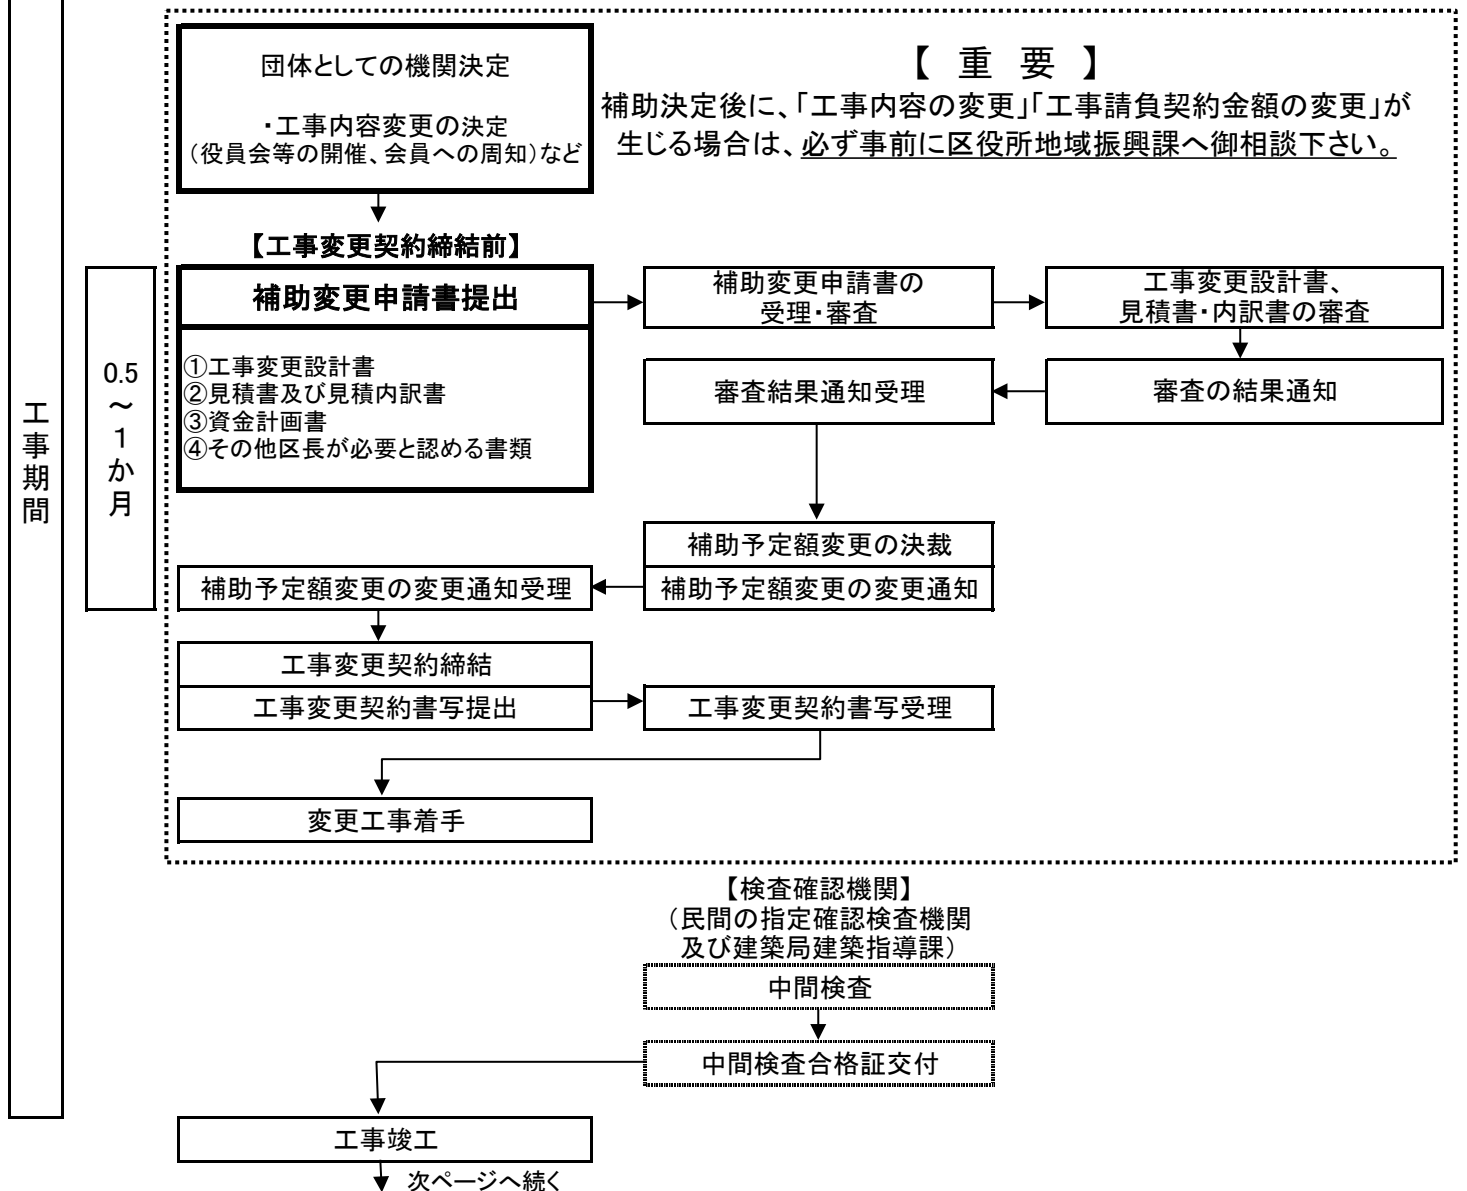 団体としての機関決定
・工事内容変更の決定
（役員会等の開催、会員への周知）など
【 重 要 】
補助決定後に、「工事内容の変更」「工事請負契約金額の変更」が
生じる場合は、必ず事前に区役所地域振興課へ御相談下さい。
【工事変更契約締結前】
補助変更申請書提出
①工事変更設計書
②見積書及び見積内訳書
③資金計画書
④その他区長が必要と認める書類
補助変更申請書の
受理・審査
工事変更設計書、
見積書・内訳書の審査
審査の結果通知
審査結果通知受理
0.5
～
1
か
月
工
事
期
間
補助予定額変更の決裁
補助予定額変更の変更通知
補助予定額変更の変更通知受理
工事変更契約締結
工事変更契約書写提出
工事変更契約書写受理
変更工事着手
【検査確認機関】
（民間の指定確認検査機関
及び建築局建築指導課）
中間検査
中間検査合格証交付
工事竣工
次ページへ続く